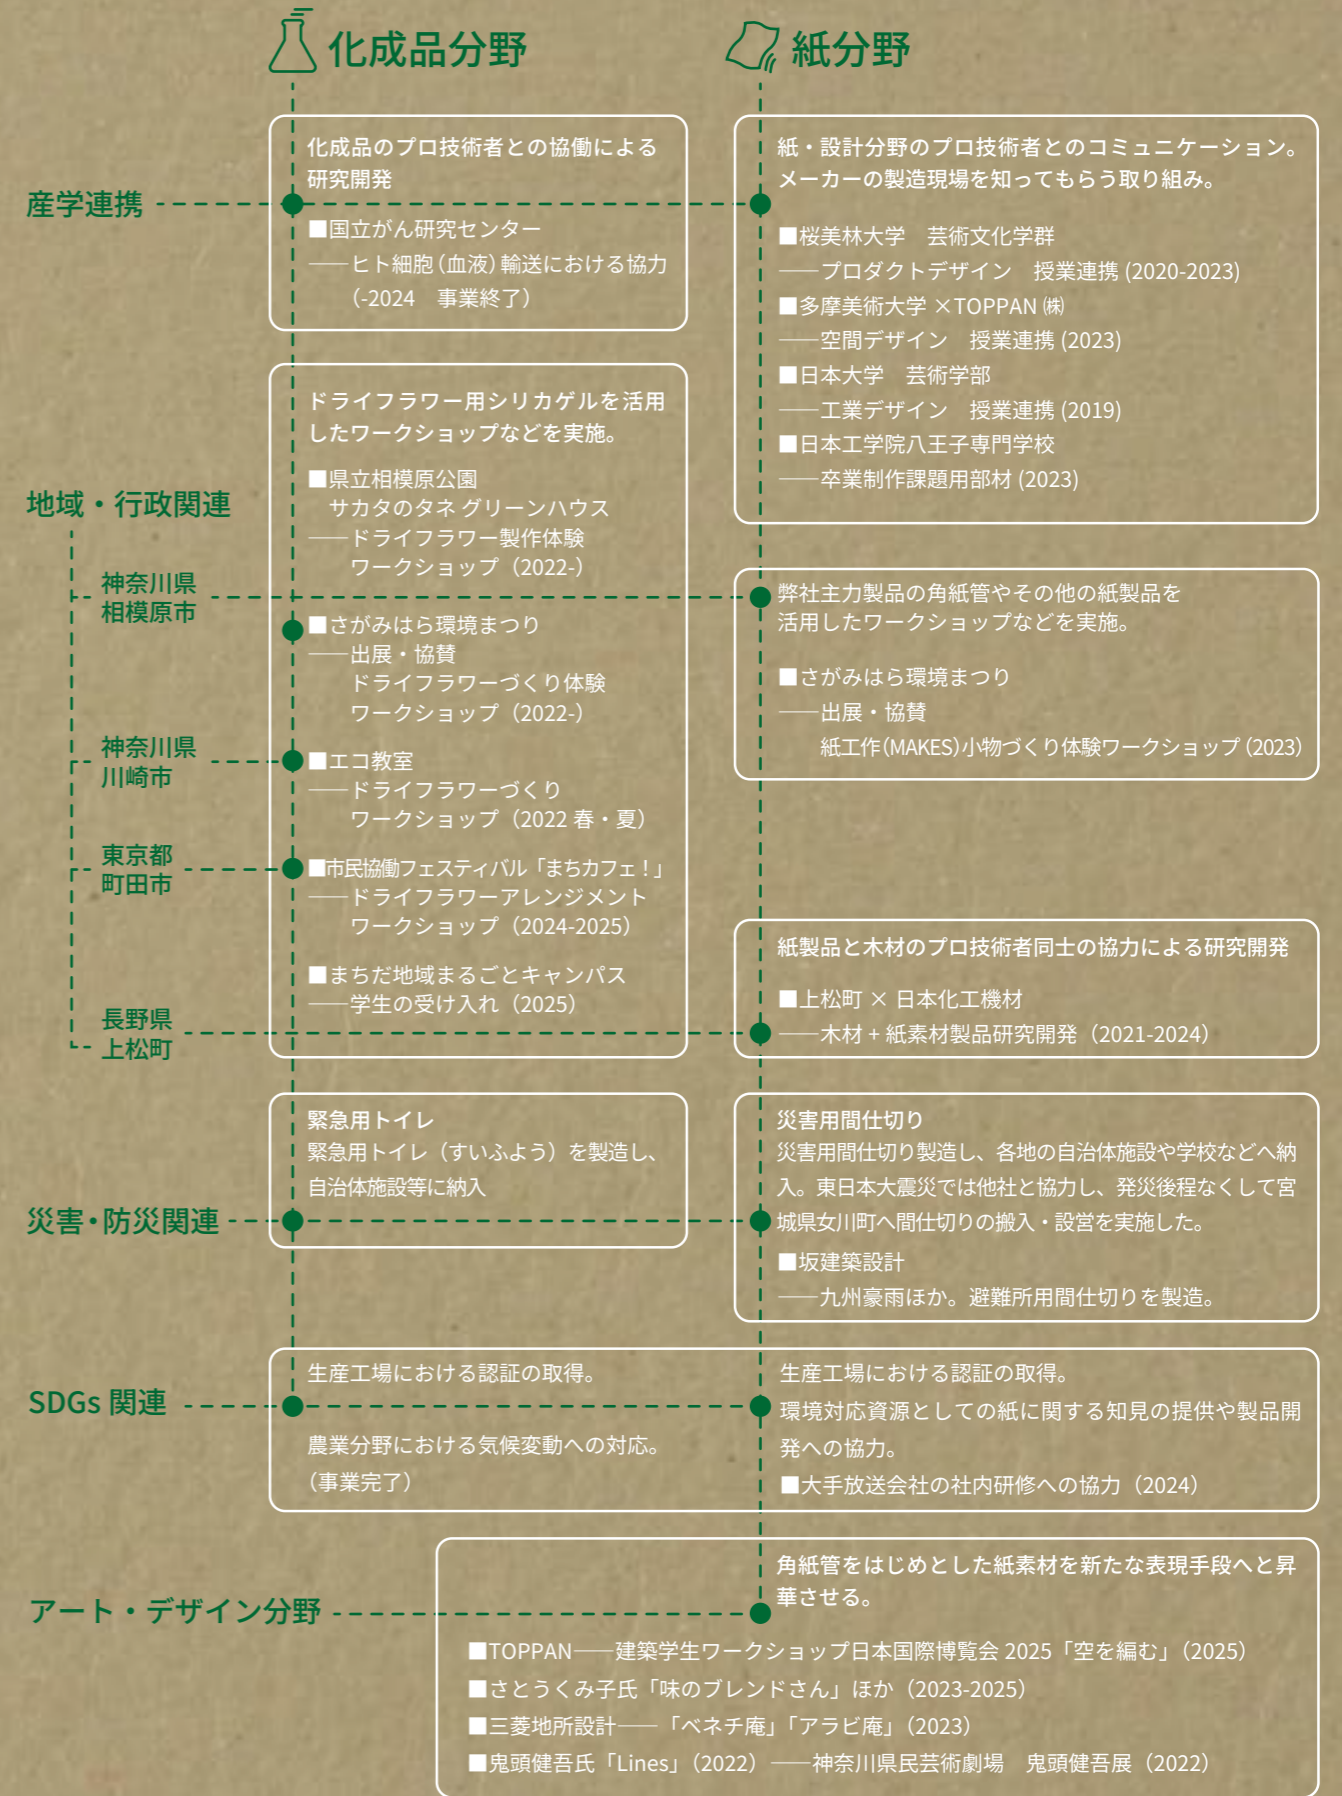 化成品分野
紙分野
産学連携
化成品のプロ技術者との協働による
研究開発
■国立がん研究センター
――ヒト細胞（血液）輸送における協力
（-2024　事業終了）
紙・設計分野のプロ技術者とのコミュニケーション。
メーカーの製造現場を知ってもらう取り組み。
■桜美林大学　芸術文化学群
――プロダクトデザイン　授業連携 (2020-2023)
■多摩美術大学 ×TOPPAN ㈱
――空間デザイン　授業連携 (2023)
■日本大学　芸術学部
――工業デザイン　授業連携 (2019)
■日本工学院八王子専門学校
――卒業制作課題用部材 (2023)
地域・行政関連
神奈川県
相模原市
神奈川県
川崎市
東京都
町田市
長野県
上松町
ドライフラワー用シリカゲルを活用
したワークショップなどを実施。
■県立相模原公園
サカタのタネ グリーンハウス
――ドライフラワー製作体験
ワークショップ（2022-）
■さがみはら環境まつり
――出展・協賛
ドライフラワーづくり体験
ワークショップ（2022-）
■エコ教室
――ドライフラワーづくり
ワークショップ（2022 春・夏）
■市民協働フェスティバル「まちカフェ！」
――ドライフラワーアレンジメント
ワークショップ（2024-2025）
■まちだ地域まるごとキャンパス
――学生の受け入れ（2025）
弊社主力製品の角紙管やその他の紙製品を
活用したワークショップなどを実施。
■さがみはら環境まつり
――出展・協賛
紙工作（MAKES）小物づくり体験ワークショップ（2023）
紙製品と木材のプロ技術者同士の協力による研究開発
■上松町 × 日本化工機材
――木材 + 紙素材製品研究開発（2021-2024）
災害・防災関連
緊急用トイレ
緊急用トイレ（すいふよう）を製造し、
自治体施設等に納入
災害用間仕切り
災害用間仕切り製造し、各地の自治体施設や学校などへ納
入。東日本大震災では他社と協力し、発災後程なくして宮
城県女川町へ間仕切りの搬入・設営を実施した。
■坂建築設計
――九州豪雨ほか。避難所用間仕切りを製造。
SDGs 関連
生産工場における認証の取得。
農業分野における気候変動への対応。
（事業完了）
生産工場における認証の取得。
環境対応資源としての紙に関する知見の提供や製品開
発への協力。
■大手放送会社の社内研修への協力（2024）
アート・デザイン分野
角紙管をはじめとした紙素材を新たな表現手段へと昇
華させる。
■TOPPAN――建築学生ワークショップ日本国際博覧会 2025「空を編む」（2025）
■さとうくみ子氏「味のブレンドさん」ほか（2023-2025）
■三菱地所設計――「ベネチ庵」「アラビ庵」（2023）
■鬼頭健吾氏「Lines」（2022）――神奈川県民芸術劇場　鬼頭健吾展（2022）